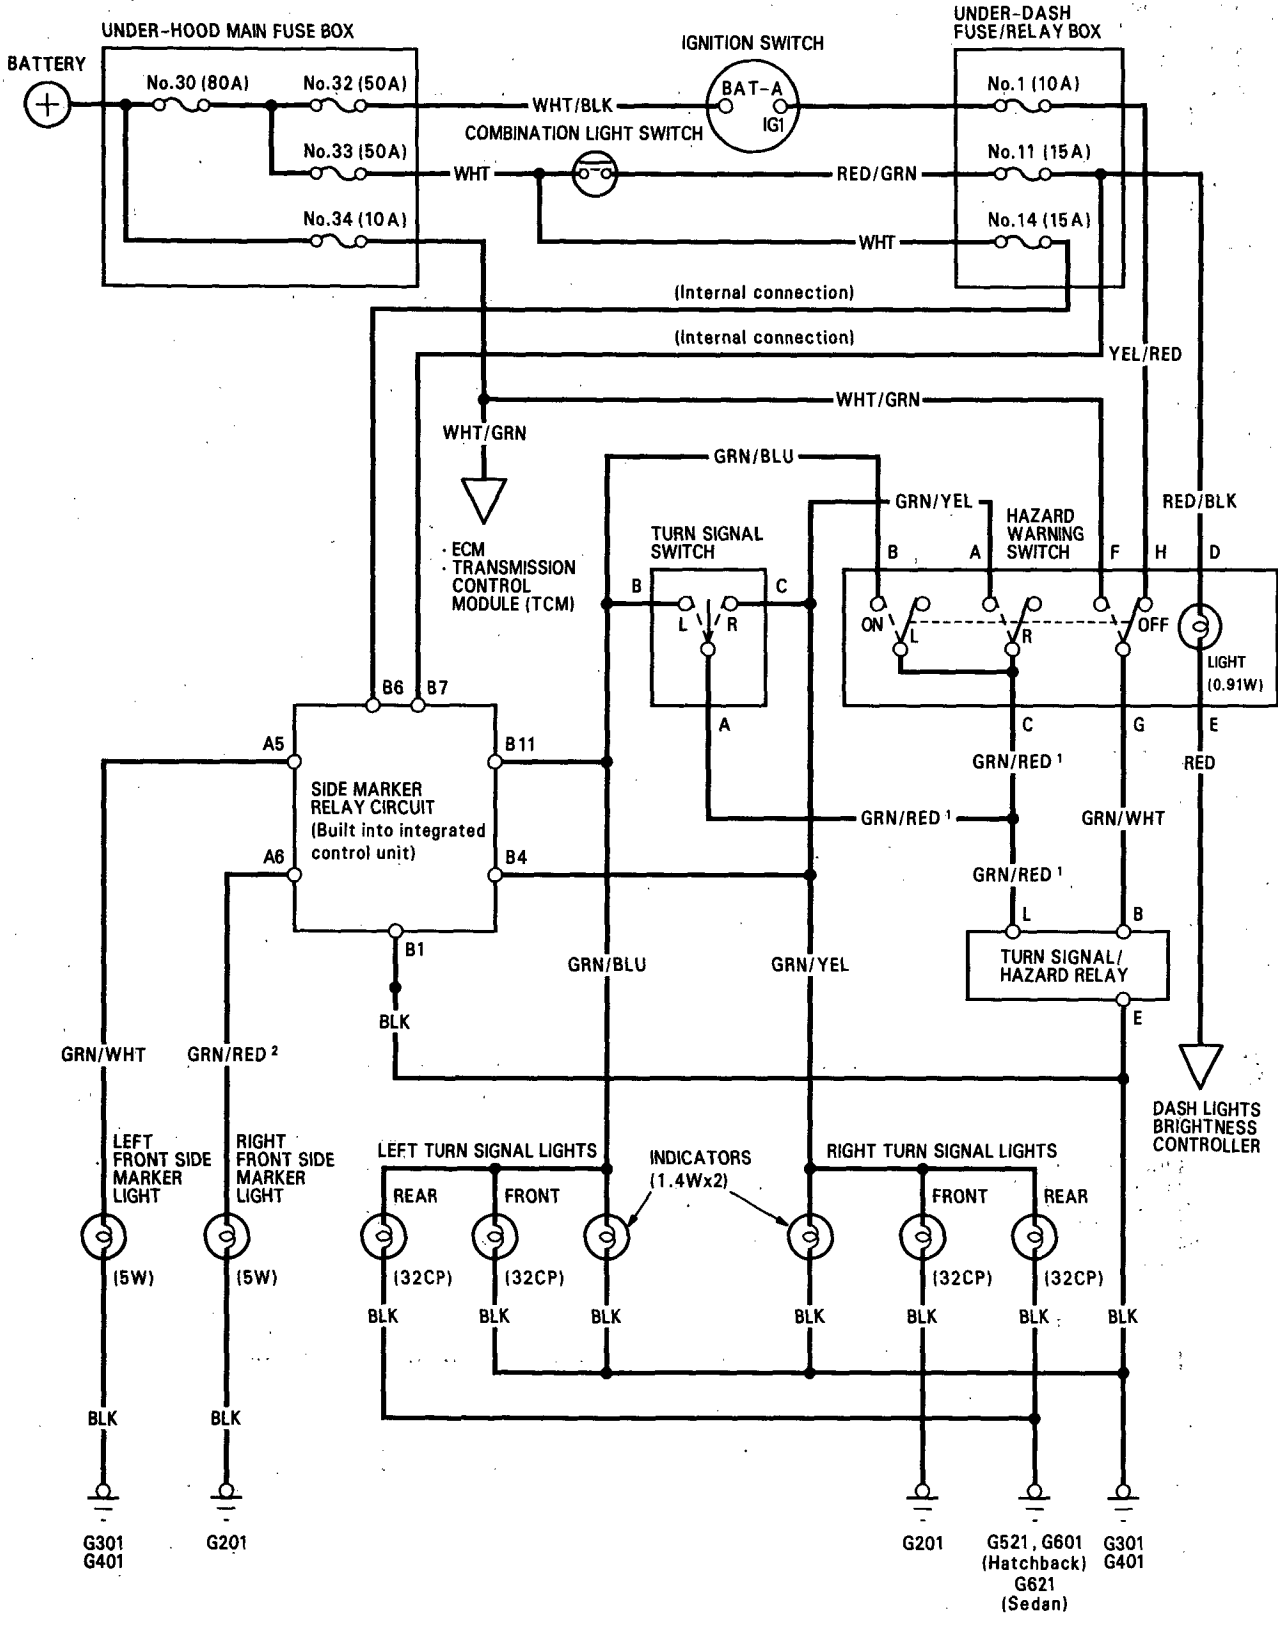 UNDER-HOOD MAIN FUSE BOX
UNDER-DASH
FUSE/RELAY BOX
IGNITION SWITCH
BATTERY
+
No.30 (80A)
No.32 (50A)
WHT/BLK
BAT-A
IG1
No.1 (10A)
COMBINATION LIGHT SWITCH
No.33 (50A)
WHT
RED/GRN
No.11 (15A)
No.34 (10A)
WHT
No.14 (15A)
(Internal connection)
(Internal connection)
YEL/RED
WHT/GRN
WHT/GRN
GRN/BLU
GRN/YEL
RED/BLK
· ECM
· TRANSMISSION
CONTROL
MODULE (TCM)
TURN SIGNAL
SWITCH
HAZARD
WARNING
SWITCH
B
A
F
H
D
B
C
L
R
ON
L
R
OFF
LIGHT
(0.91W)
A
C
G
E
B6
B7
A5
B11
A6
B4
B1
SIDE MARKER
RELAY CIRCUIT
(Built into integrated
control unit)
GRN/RED 1
RED
GRN/RED 1
GRN/WHT
GRN/RED 1
L
B
TURN SIGNAL/
HAZARD RELAY
E
GRN/BLU
GRN/YEL
BLK
GRN/WHT
GRN/RED 2
DASH LIGHTS
BRIGHTNESS
CONTROLLER
LEFT
FRONT SIDE
MARKER
LIGHT
RIGHT
FRONT SIDE
MARKER
LIGHT
LEFT TURN SIGNAL LIGHTS
INDICATORS
(1.4Wx2)
RIGHT TURN SIGNAL LIGHTS
REAR
FRONT
FRONT
REAR
(5W)
(5W)
(32CP)
(32CP)
(32CP)
(32CP)
BLK
BLK
BLK
BLK
BLK
BLK
BLK
BLK
BLK
G301
G401
G201
G201
G521, G601
(Hatchback)
G621
(Sedan)
G301
G401